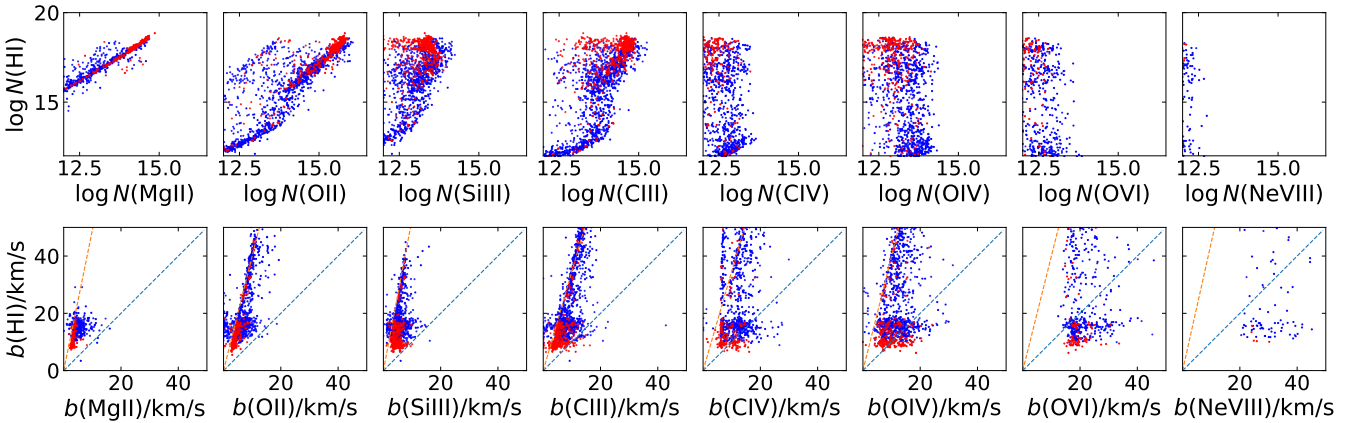 20
15
log N(HI)
12.5 15.0 12.5 15.0 12.5 15.0 12.5 15.0 12.5 15.0 12.5 15.0 12.5 15.0 12.5 15.0
log N(MgII) log N(OII) log N(SiIII) log N(CIII) log N(CIV) log N(OIV) log N(OVI) log N(NeVIII)
40
20
0
b(HI)/km/s
20 40 20 40 20 40 20 40 20 40 20 40 20 40 20 40
b(MgII)/km/s b(OII)/km/s b(SiIII)/km/s b(CIII)/km/s b(CIV)/km/s b(OIV)/km/s b(OVI)/km/s b(NeVIII)/km/s